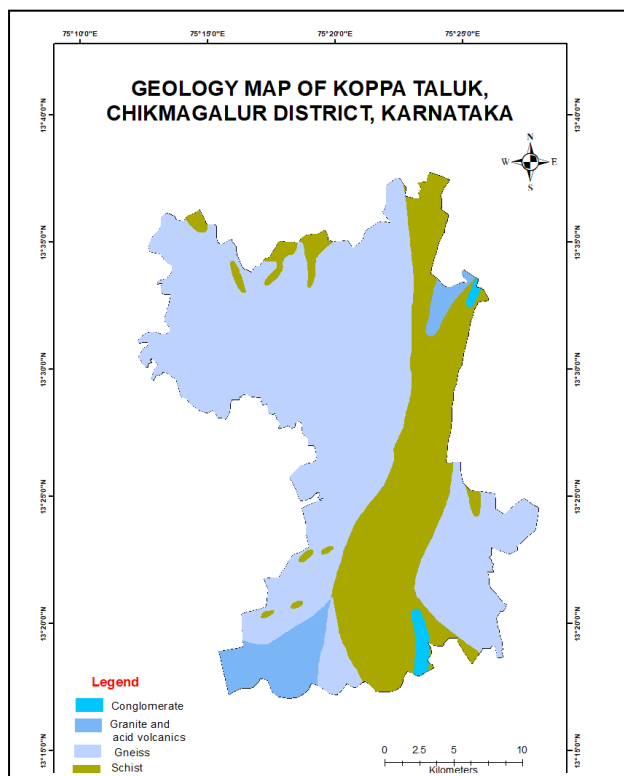 75°10'0"E 75°15'0"E 75°20'0"E 75°25'0"E
GEOLOGY MAP OF KOPPA TALUK,
CHIKMAGALUR DISTRICT, KARNATAKA
N
W E
S
13°40'0"N 13°40'0"N
13°35'0"N 13°35'0"N
13°30'0"N 13°30'0"N
13°25'0"N 13°25'0"N
13°20'0"N 13°20'0"N
13°15'0"N 13°15'0"N
Legend
Conglomerate
Granite and
acid volcanics
Gneiss
Schist
0 2.5 5 10
Kilometers